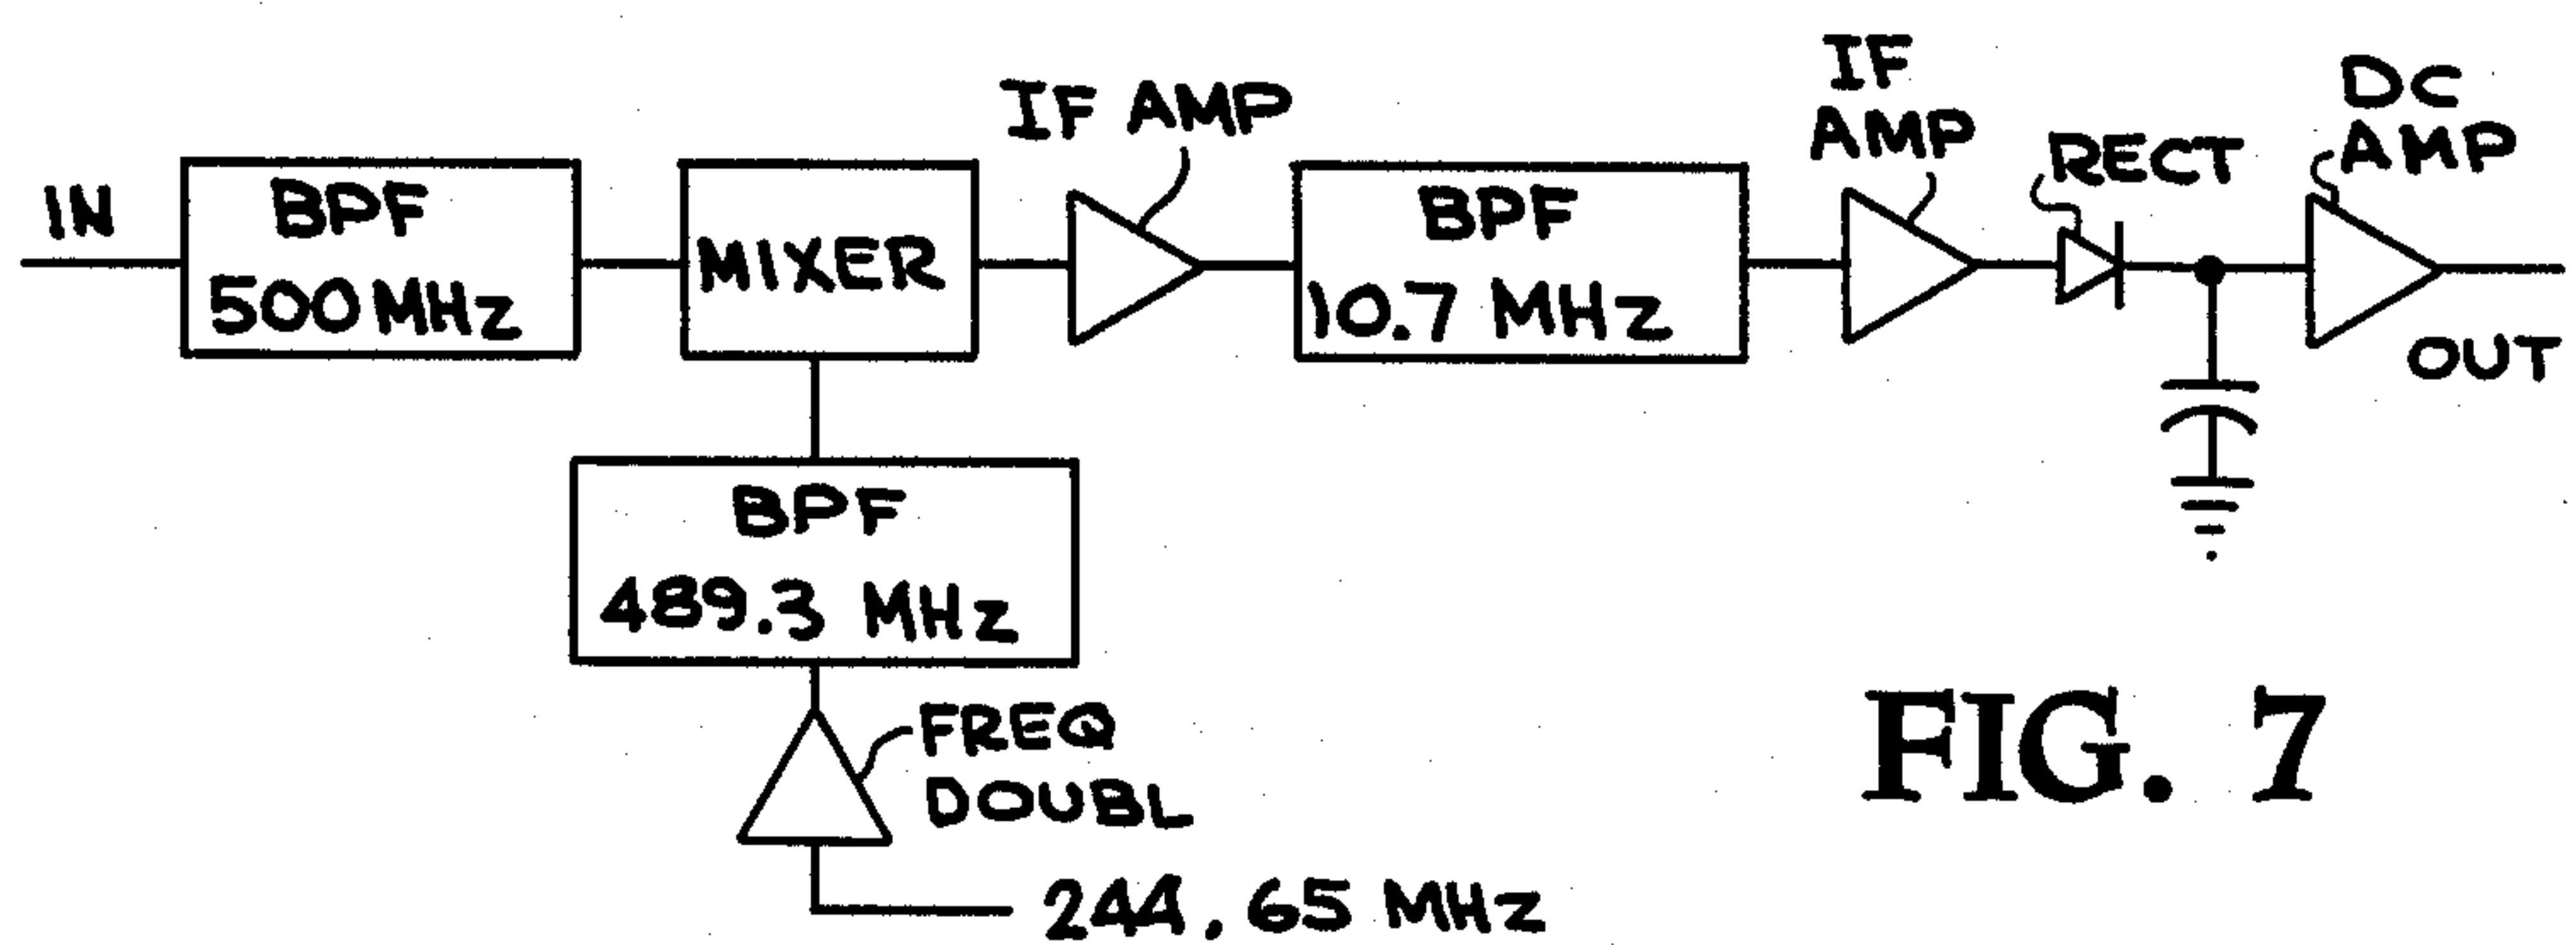 IN
BPF
500 MHz
MIXER
IF AMP
BPF
10.7 MHz
IF
AMP
RECT
DC
AMP
OUT
BPF
489.3 MHz
FREQ
DOUBL
244.65 MHz
FIG. 7